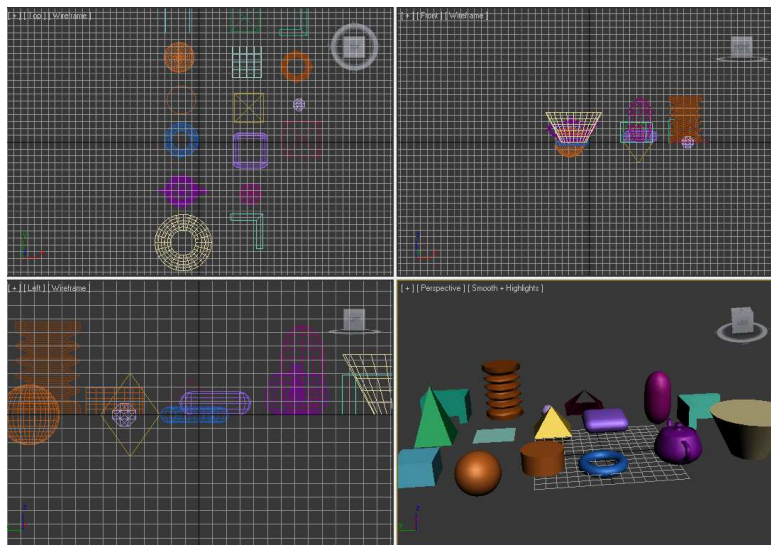 [ + ] [ Top ] [ Wireframe ]
[ + ] [ Front ] [ Wireframe ]
[ + ] [ Left ] [ Wireframe ]
[ + ] [ Perspective ] [ Smooth + Highlights ]